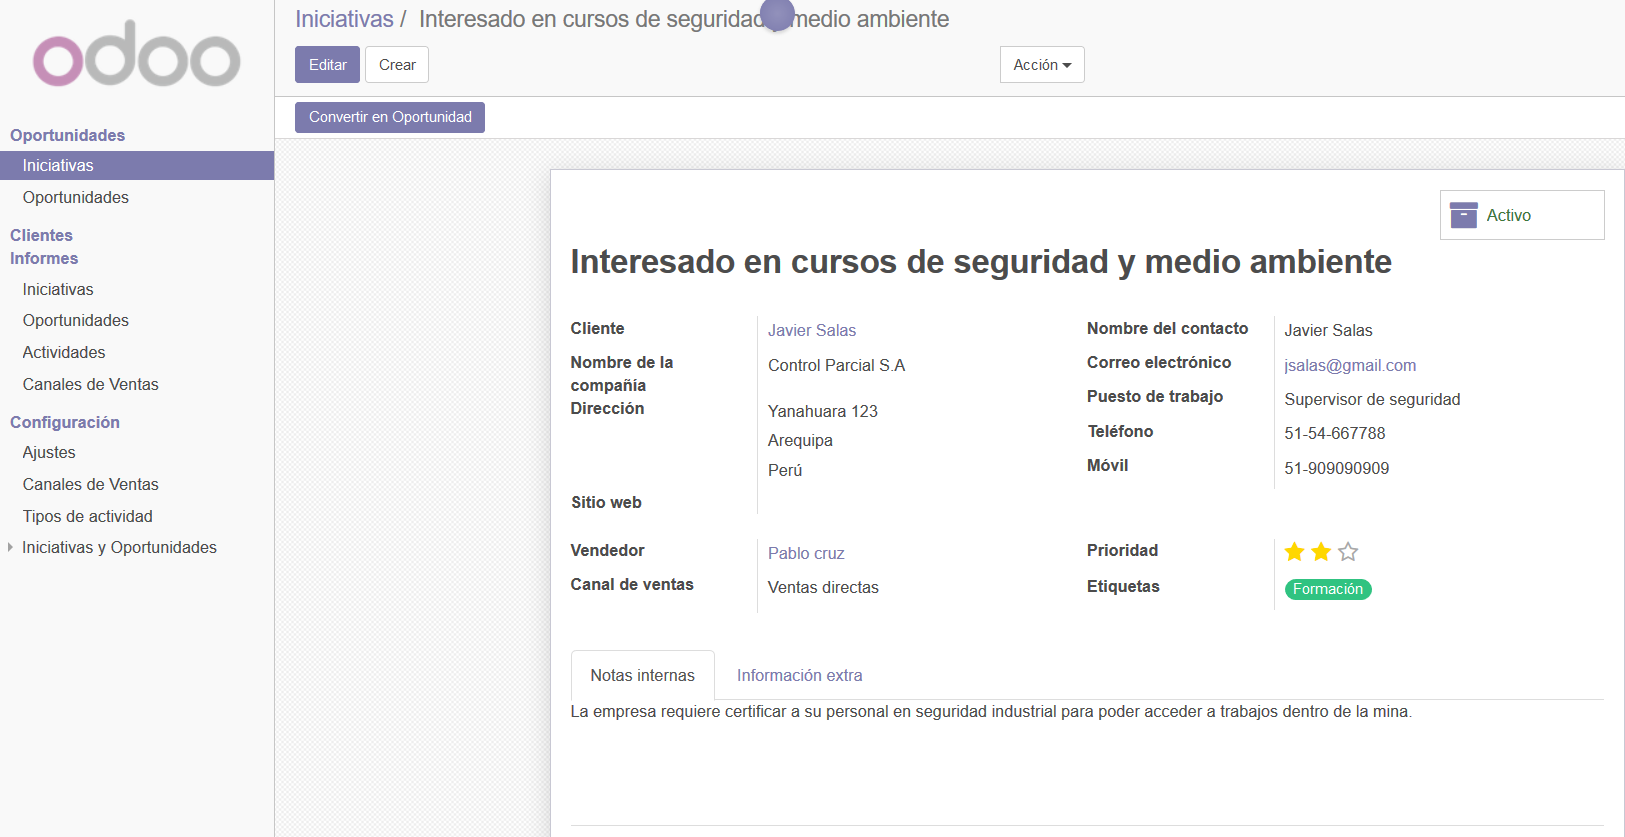 odoo
Oportunidades
Iniciativas
Oportunidades
Clientes
Informes
Iniciativas
Oportunidades
Actividades
Canales de Ventas
Configuración
Ajustes
Canales de Ventas
Tipos de actividad
Iniciativas y Oportunidades
Iniciativas / Interesado en cursos de seguridad medio ambiente
Editar Crear Acción
Convertir en Oportunidad
Activo
Interesado en cursos de seguridad y medio ambiente
Cliente Javier Salas
Nombre de la
compañía Control Parcial S.A
Dirección Yanahuara 123
Arequipa
Perú
Sitio web
Nombre del contacto Javier Salas
Correo electrónico jsalas@gmail.com
Puesto de trabajo Supervisor de seguridad
Teléfono 51-54-667788
Móvil 51-909090909
Vendedor Pablo cruz
Canal de ventas Ventas directas
Prioridad
Etiquetas Formación
Notas internas Información extra
La empresa requiere certificar a su personal en seguridad industrial para poder acceder a trabajos dentro de la mina.